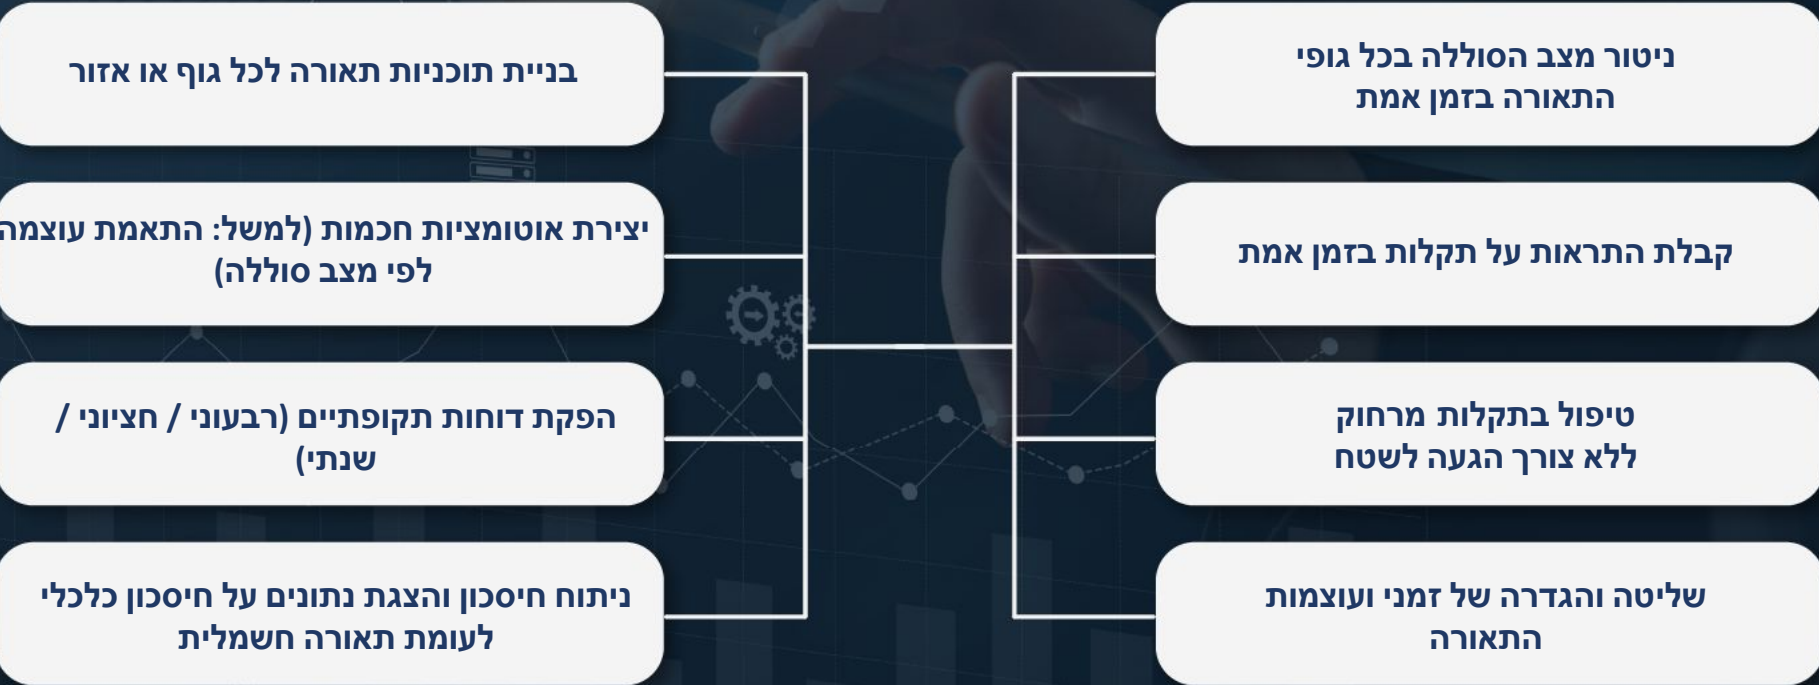 ניטור מצב הסוללה בכל גופי
התאורה בזמן אמת
קבלת התראות על תקלות בזמן אמת
טיפול בתקלות מרחוק
ללא צורך הגעה לשטח
שליטה והגדרה של זמני ועוצמות
התאורה
בניית תוכניות תאורה לכל גוף או אזור
יצירת אוטומציות חכמות (למשל: התאמת עוצמה
לפי מצב סוללה)
הפקת דוחות תקופתיים (רבעוני / חציוני /
שנתי)
ניתוח חיסכון והצגת נתונים על חיסכון כלכלי
לעומת תאורה חשמלית